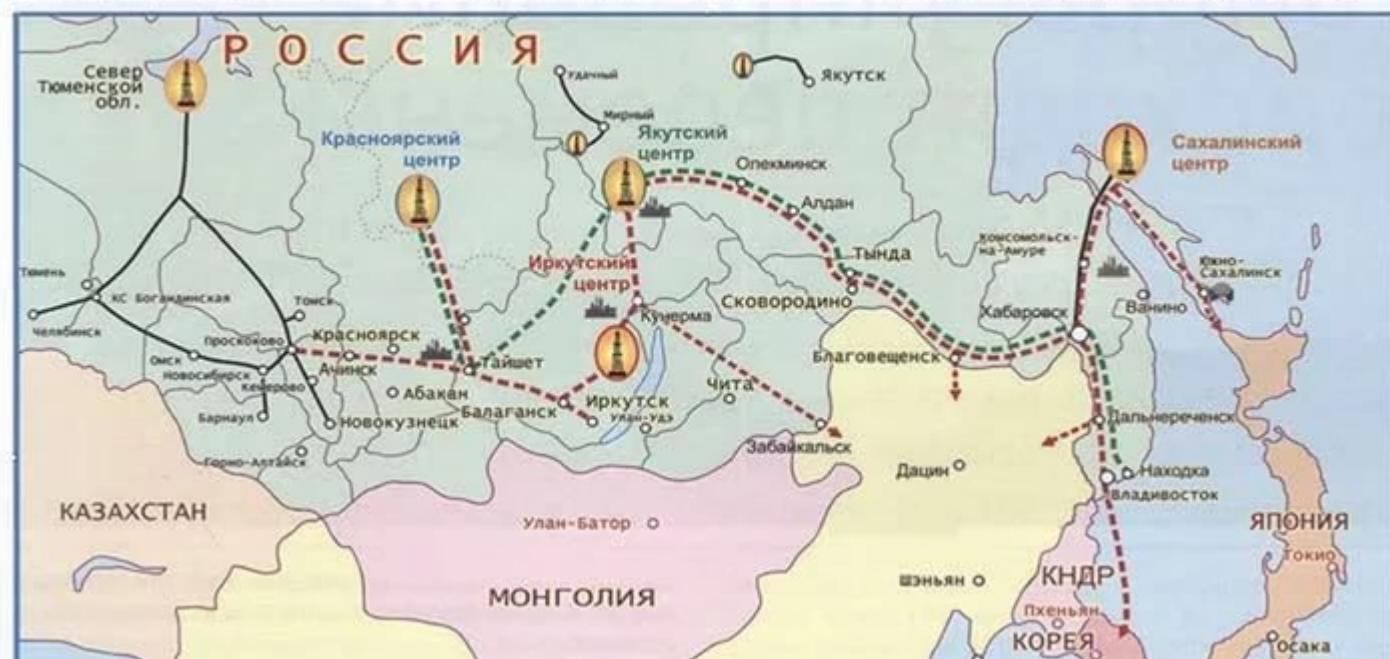 РОССИЯ
Север
Тюменской
обл.
Удачный
Якутск
Мирный
Красноярский
центр
Якутский
центр
Сахалинский
центр
Опекминск
Алдан
Комсомольск-
на-Амуре
Тында
Иркутский
центр
Южно-
Сахалинск
Тюмень
КС Богандинская
Томск
Сковородино
Хабаровск
Ванино
Челябинск
Кучерма
Проскоково
Красноярск
Омск
Ачинск
Тайшет
Благовещенск
Новосибирск
Кемерово
Абакан
Чита
Барнаул
Новокузнецк
Балаганск
Иркутск
Улан-Удэ
Дальнереченск
Забайкальск
Горно-Алтайск
Дацин
Находка
Владивосток
КАЗАХСТАН
Улан-Батор
ЯПОНИЯ
Токио
МОНГОЛИЯ
Шэньян
КНДР
Пхеньян
КОРЕЯ
Осака